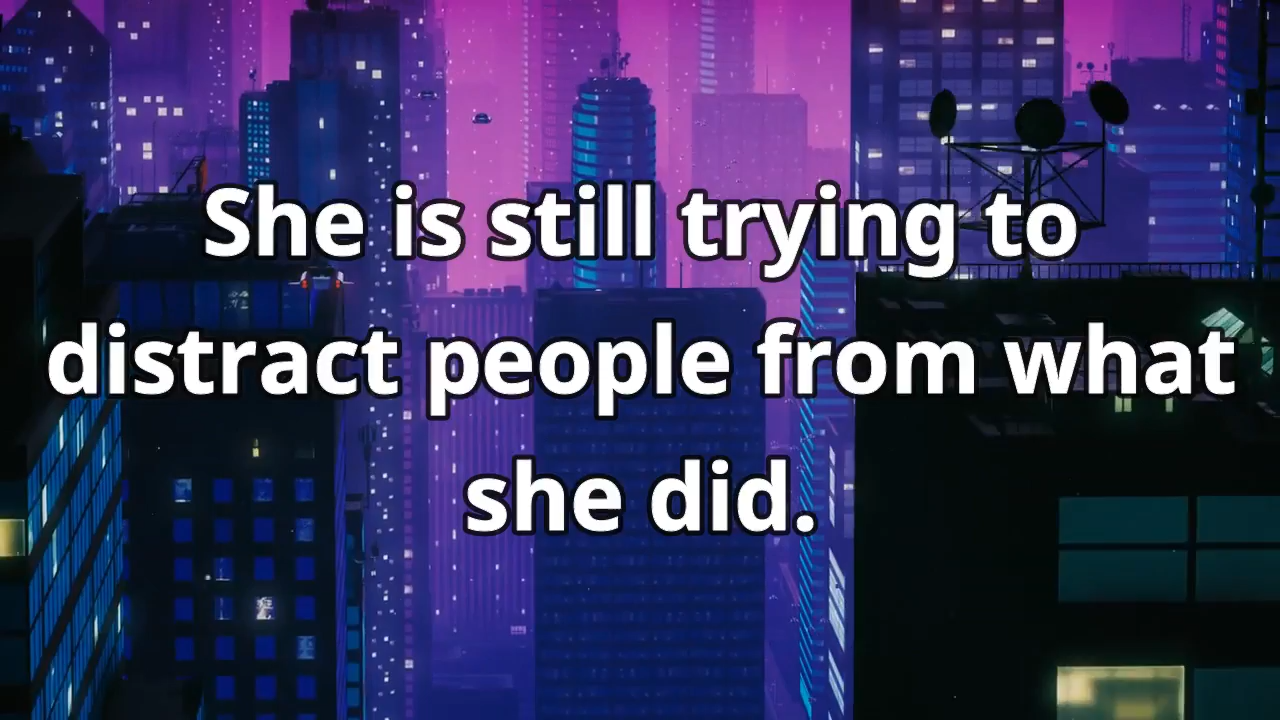 She is still trying to
distract people from what
she did.